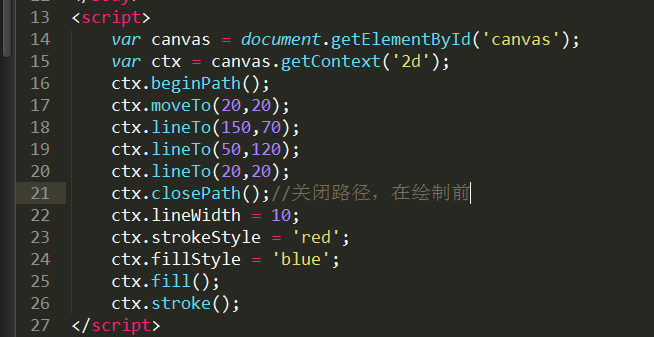 13 <script>
14 var canvas = document.getElementById('canvas');
15 var ctx = canvas.getContext('2d');
16 ctx.beginPath();
17 ctx.moveTo(20,20);
18 ctx.lineTo(150,70);
19 ctx.lineTo(50,120);
20 ctx.lineTo(20,20);
21 ctx.closePath();//关闭路径，在绘制前
22 ctx.lineWidth = 10;
23 ctx.strokeStyle = 'red';
24 ctx.fillStyle = 'blue';
25 ctx.fill();
26 ctx.stroke();
27 </script>